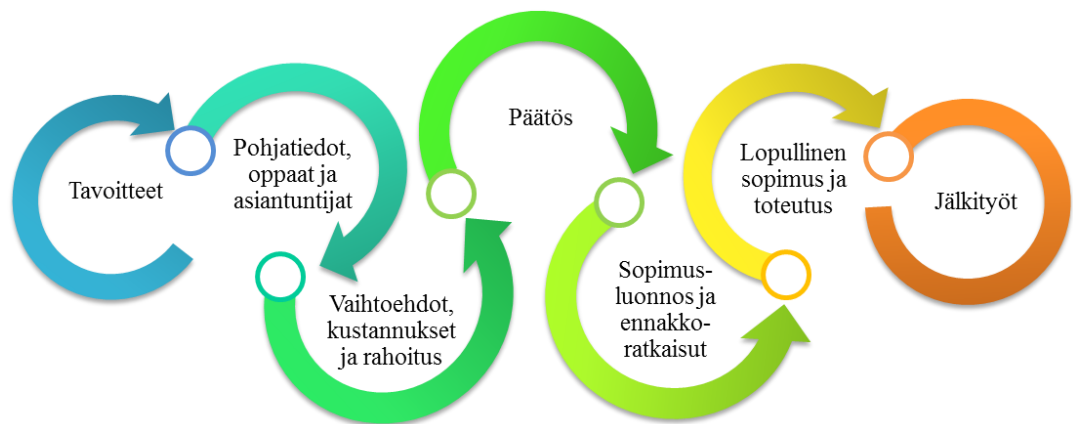 Tavoitteet
Pohjatiedot,
oppaat ja
asiantuntijat
Vaihtoehdot,
kustannukset
ja rahoitus
Päätös
Sopimus-
luonnos ja
ennakko-
ratkaisut
Lopullinen
sopimus ja
toteutus
Jälkityöt